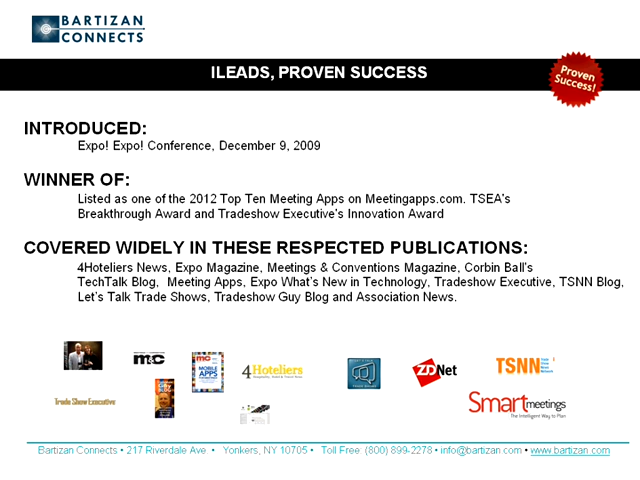 BARTIZAN
CONNECTS
ILEADS, PROVEN SUCCESS
Proven
Success!
INTRODUCED:
Expo! Expo! Conference, December 9, 2009
WINNER OF:
Listed as one of the 2012 Top Ten Meeting Apps on Meetingapps.com. TSEA's
Breakthrough Award and Tradeshow Executive's Innovation Award
COVERED WIDELY IN THESE RESPECTED PUBLICATIONS:
4Hoteliers News, Expo Magazine, Meetings & Conventions Magazine, Corbin Ball's
TechTalk Blog, Meeting Apps, Expo What's New in Technology, Tradeshow Executive, TSNN Blog,
Let's Talk Trade Shows, Tradeshow Guy Blog and Association News.
m&c
mc
MOBILE
APPS
4Hoteliers
ZDNet
TSNN
Trade Show Executive
Smartmeetings
The Intelligent Way to Plan
Bartizan Connects • 217 Riverdale Ave • Yonkers, NY 10705 • Toll Free: (800) 899-2278 • info@bartizan.com • www.bartizan.com